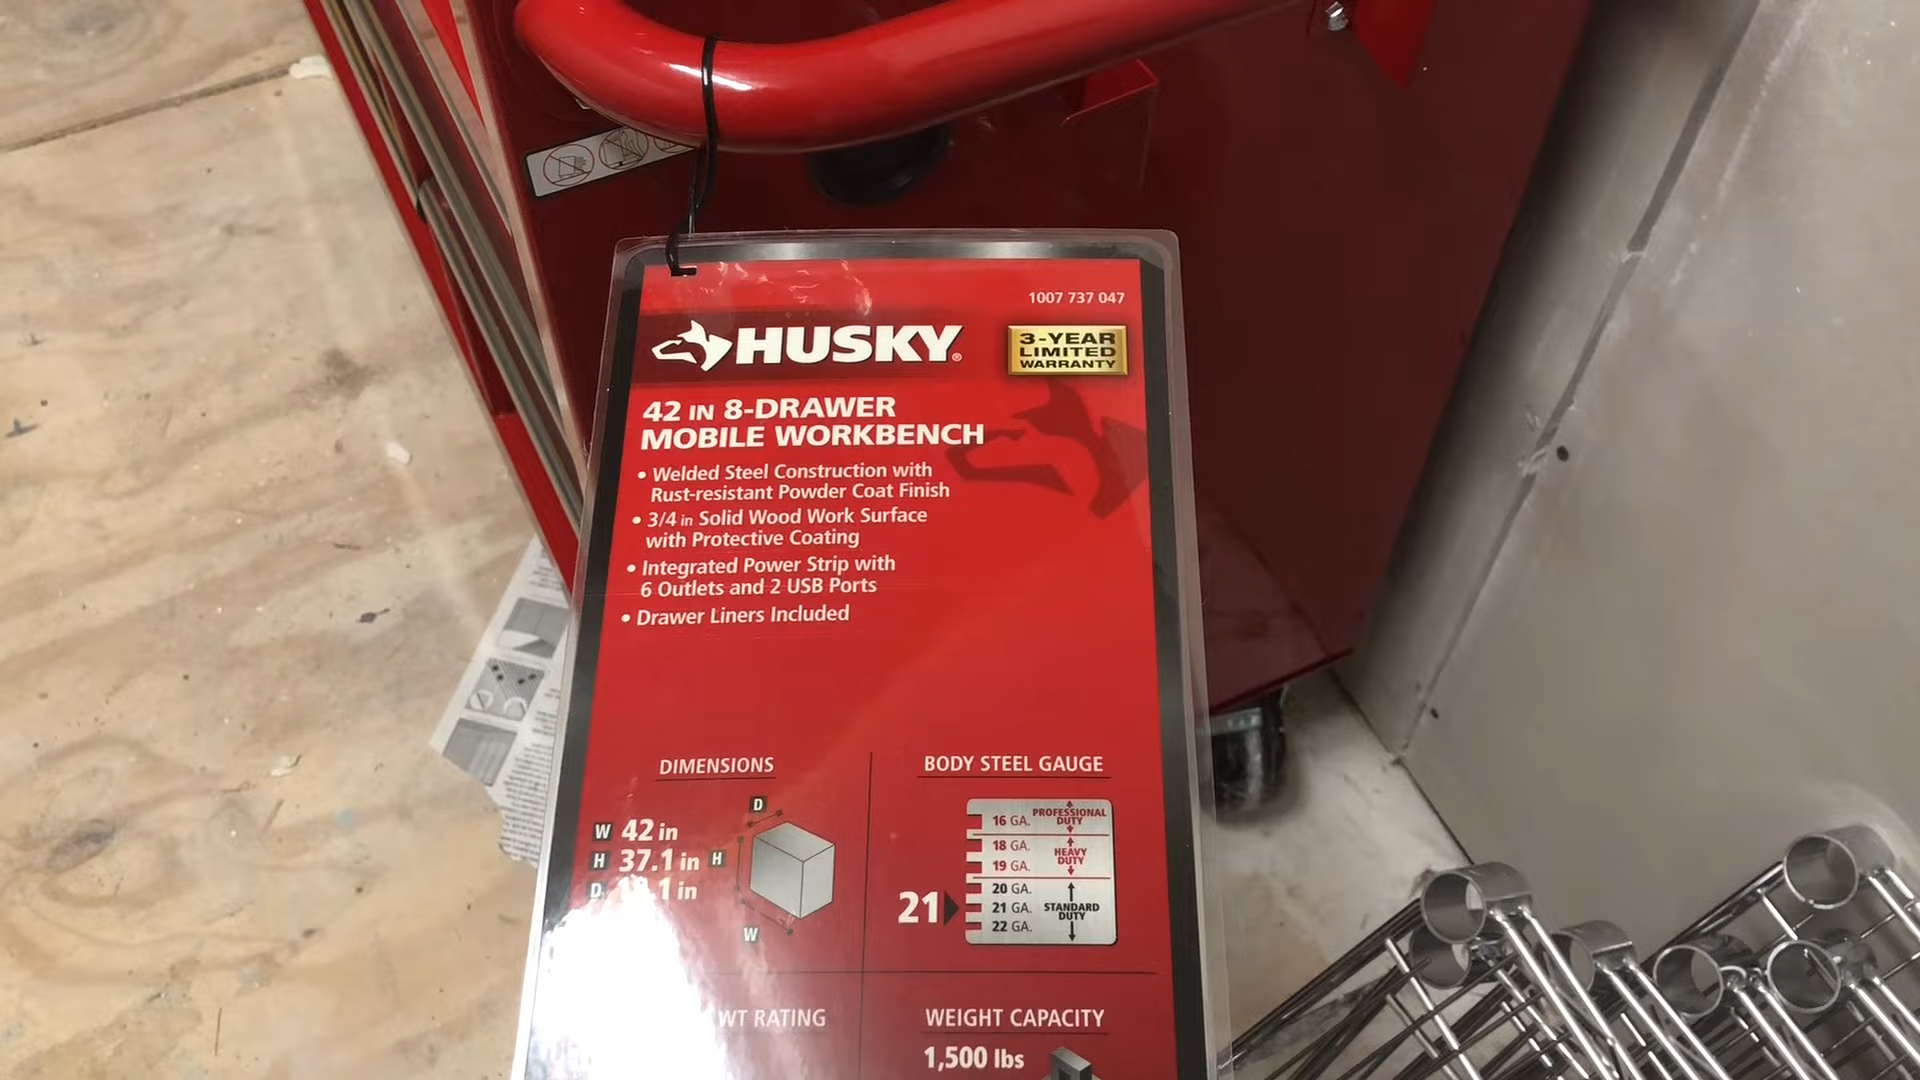 1007 737 047
HUSKY®
3-YEAR
LIMITED
WARRANTY
42 IN 8-DRAWER
MOBILE WORKBENCH
• Welded Steel Construction with
Rust-resistant Powder Coat Finish
• 3/4 in Solid Wood Work Surface
with Protective Coating
• Integrated Power Strip with
6 Outlets and 2 USB Ports
• Drawer Liners Included
DIMENSIONS
D
W 42 in
H 37.1 in H
D in
W
BODY STEEL GAUGE
16 GA. PROFESSIONAL
DUTY
18 GA.
HEAVY
DUTY
19 GA.
20 GA.
21
21 GA. STANDARD
DUTY
22 GA.
WT RATING
WEIGHT CAPACITY
1,500 lbs